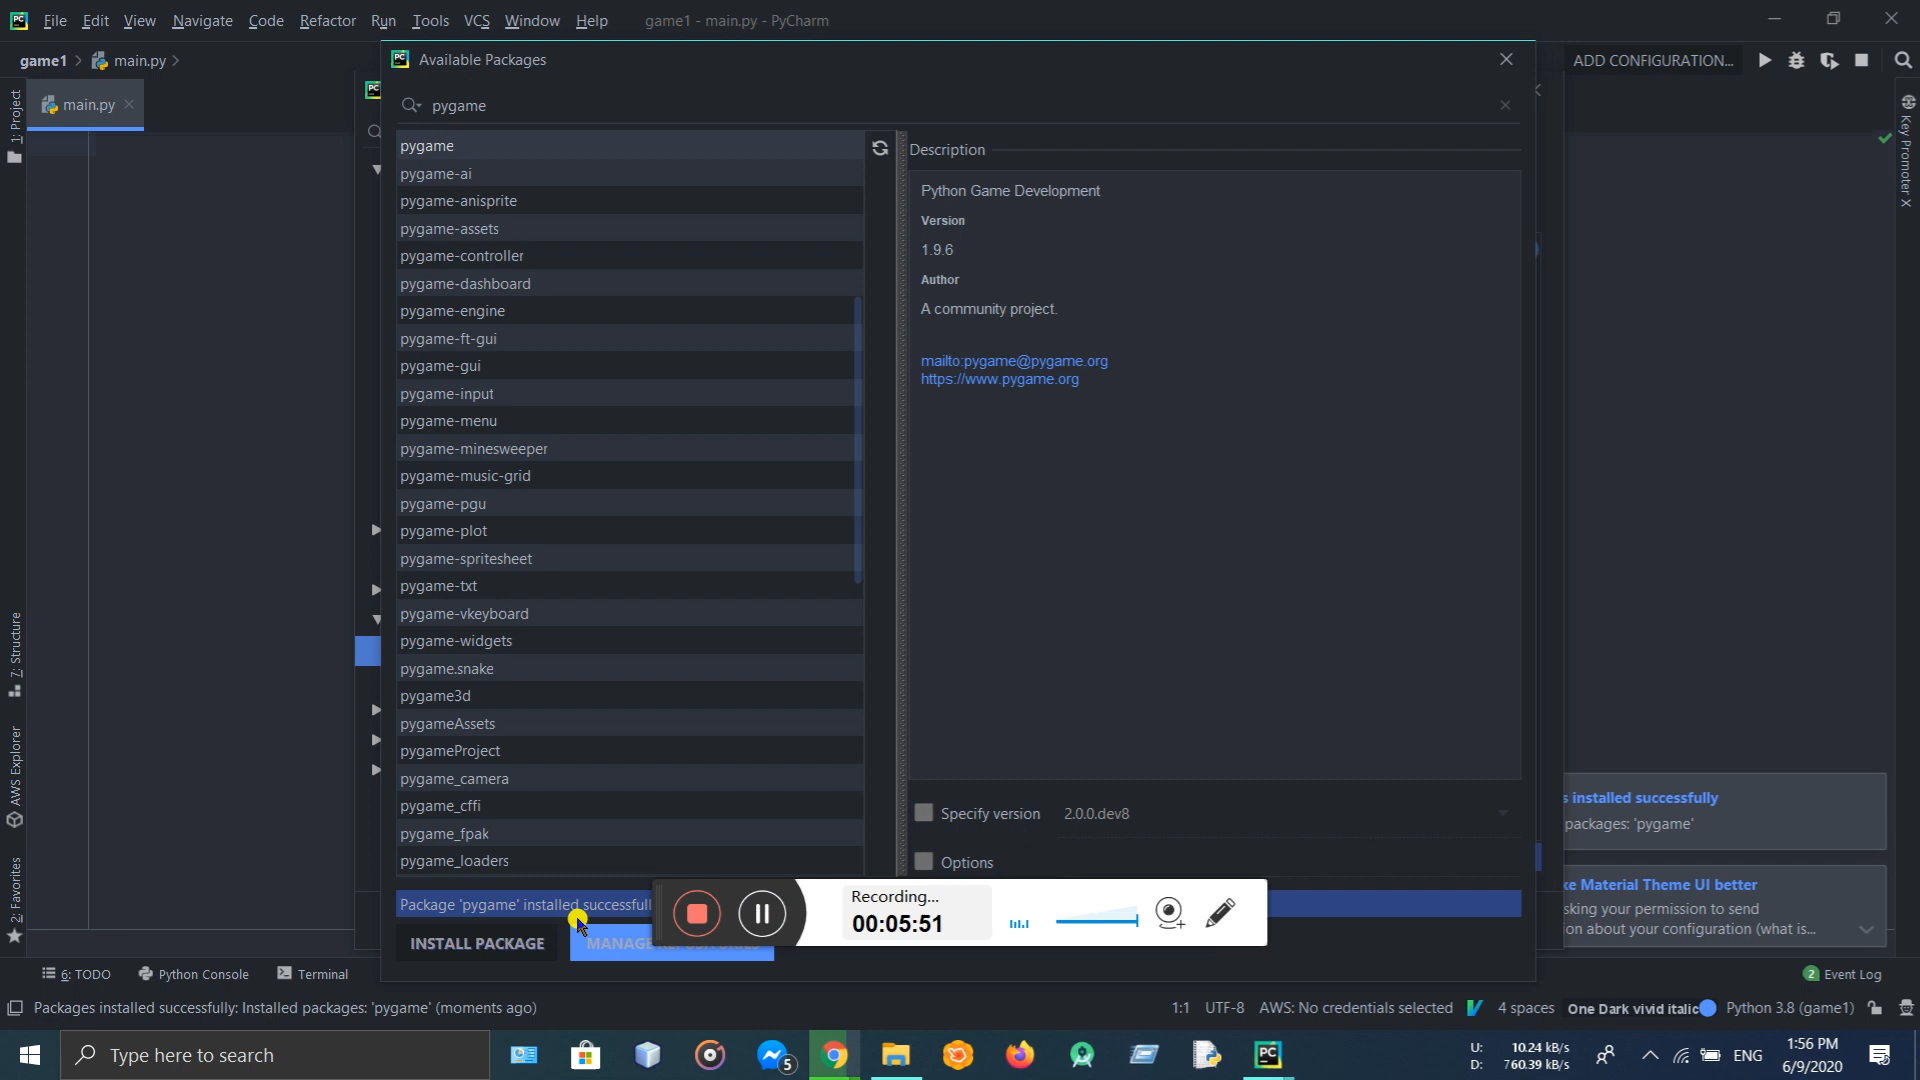 File Edit View Navigate Code Refactor Run Tools VCS Window Help game1 - main.py - PyCharm
game1 main.py
ADD CONFIGURATION...
Available Packages
main.py
pygame
1: Project
Key Promoter X
pygame
pygame-ai
pygame-anisprite
pygame-assets
pygame-controller
pygame-dashboard
pygame-engine
pygame-ft-gui
pygame-gui
pygame-input
pygame-menu
pygame-minesweeper
pygame-music-grid
pygame-pgu
pygame-plot
pygame-spritesheet
pygame-txt
pygame-vkeyboard
pygame-widgets
pygame.snake
pygame3d
pygameAssets
pygameProject
pygame_camera
pygame_cffi
pygame_fpak
pygame_loaders
Description
Python Game Development
Version
1.9.6
Author
A community project.
mailto:pygame@pygame.org
https://www.pygame.org
Specify version 2.0.0.dev8
Options
7: Structure
AWS Explorer
2: Favorites
installed successfully
packages: 'pygame'
Material Theme UI better
sking your permission to send
on about your configuration (what is...
Package 'pygame' installed successfull
INSTALL PACKAGE
MANAGE REPOSITORIES
Recording...
00:05:51
6: TODO Python Console Terminal
2 Event Log
Packages installed successfully: Installed packages: 'pygame' (moments ago)
1:1 UTF-8 AWS: No credentials selected 4 spaces One Dark vivid italic Python 3.8 (game1)
Type here to search
5
U: 10.24 kB/s
D: 760.39 kB/s
ENG
1:56 PM
6/9/2020